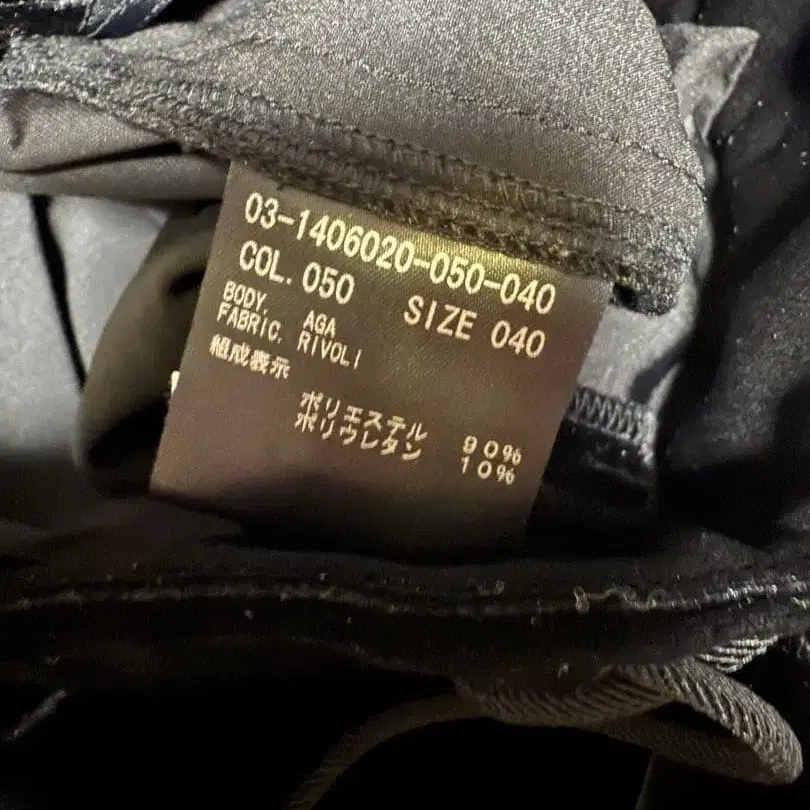 03-1406020-050-040
COL. 050 SIZE 040
BODY. AGA
FABRIC. RIVOLI
組成表示
ポリエステル 90%
ポリウレタン 10%